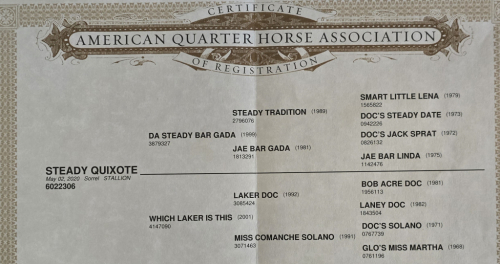 CERTIFICATE
AMERICAN QUARTER HORSE ASSOCIATION
OF REGISTRATION
SMART LITTLE LENA (1979)
1565822
STEADY TRADITION (1989)
2796076
DOC'S STEADY DATE (1973)
0942226
DA STEADY BAR GADA (1999)
3879327
DOC'S JACK SPRAT (1972)
0826132
JAE BAR GADA (1981)
1813291
JAE BAR LINDA (1975)
1142476
STEADY QUIXOTE
May 02, 2020 Sorrel STALLION
6022306
BOB ACRE DOC (1981)
1956113
LAKER DOC (1992)
3085424
LANEY DOC (1982)
1843504
WHICH LAKER IS THIS (2001)
4147090
DOC'S SOLANO (1971)
0767739
MISS COMANCHE SOLANO (1991)
3071463
GLO'S MISS MARTHA (1968)
0761196